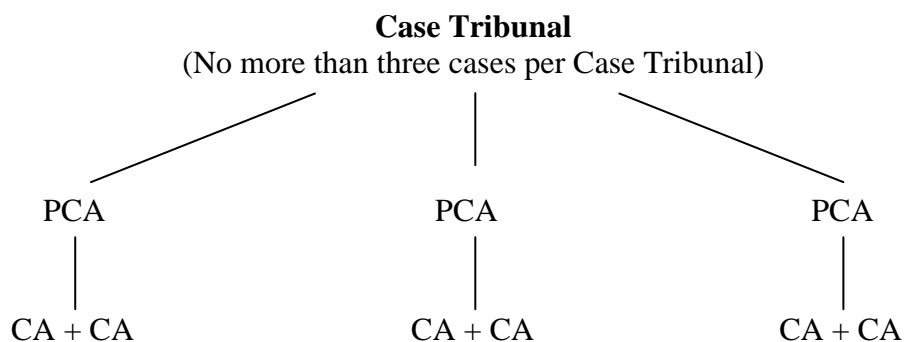 Case Tribunal
(No more than three cases per Case Tribunal)
PCA PCA PCA
CA + CA CA + CA CA + CA